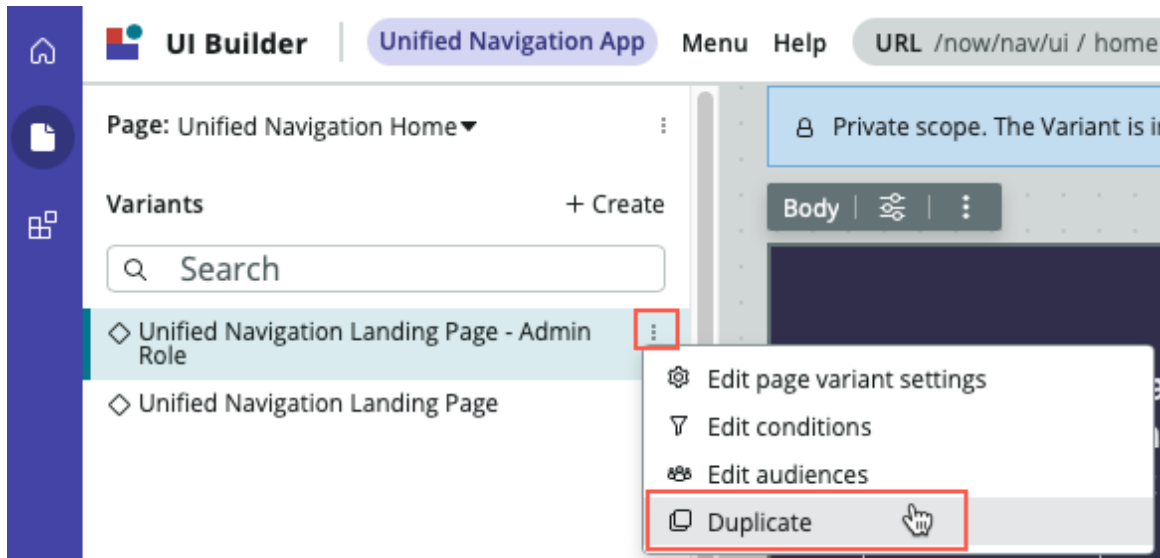 UI Builder
Unified Navigation App
Menu
Help
URL /now/nav/ui / home
Page: Unified Navigation Home
Private scope. The Variant is
Variants
+ Create
Body
Search
Unified Navigation Landing Page - Admin
Role
Edit page variant settings
Unified Navigation Landing Page
Edit conditions
Edit audiences
Duplicate